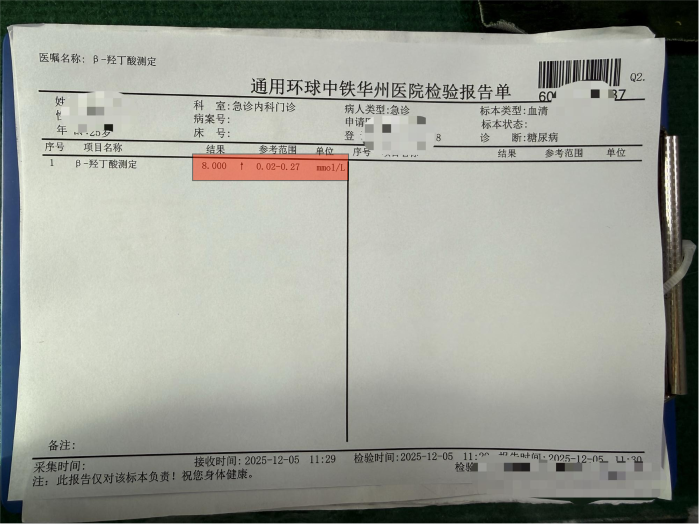 医嘱名称: β-羟丁酸测定
通用环球中铁华州医院检验报告单
Q2.
科 室: 急诊内科门诊
病人类型: 急诊
标本类型: 血清
病案号:
标本状态:
年
床 号:
诊 断: 糖尿病
序号 项目名称 结果 参考范围 单位 序号 项目名称 结果 参考范围 单位
1 β-羟丁酸测定 8.000 ↑ 0.02-0.27 mmol/L
备注:
采集时间: 接收时间: 2025-12-05 11:29 检验时间: 2025-12-05
注: 此报告仅对该标本负责! 祝您身体健康。